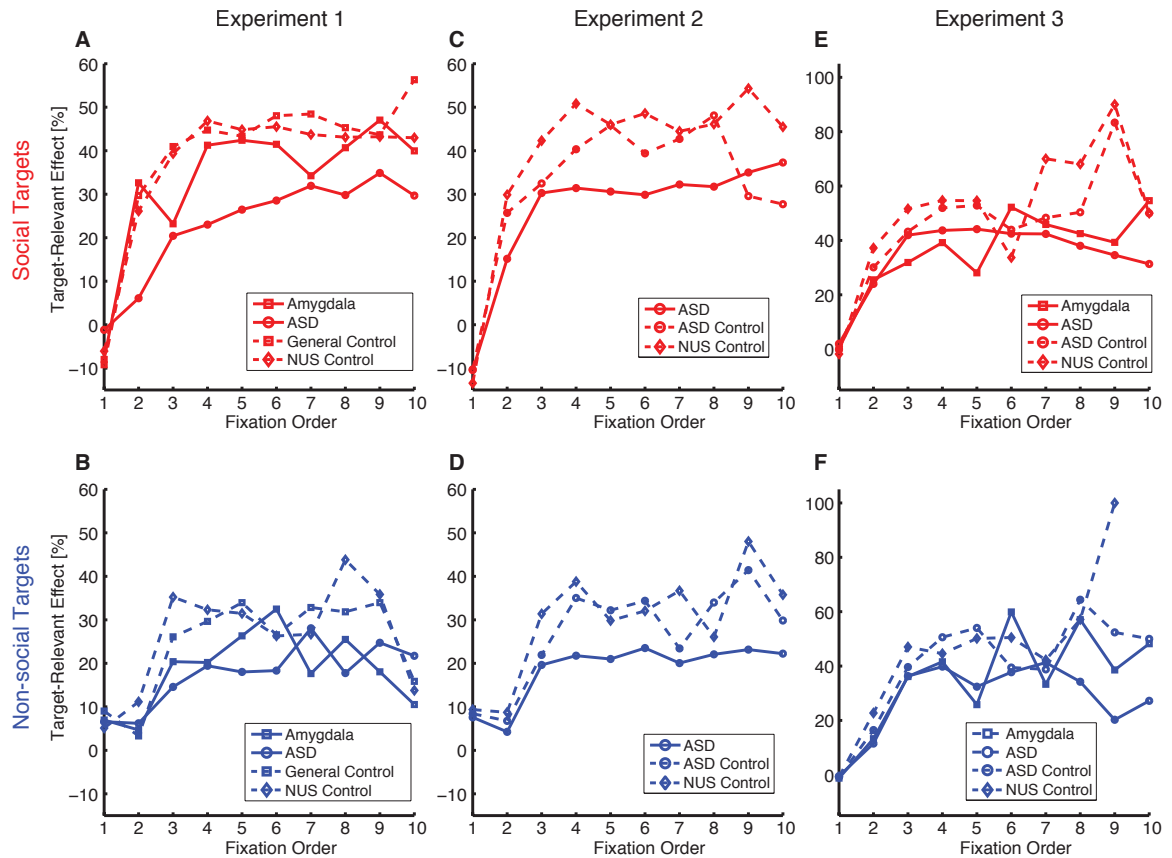 Experiment 1
Experiment 2
Experiment 3
Social Targets
A
Target-Relevant Effect [%]
60
50
40
30
20
10
0
−10
1 2 3 4 5 6 7 8 9 10
Fixation Order
Amygdala
ASD
General Control
NUS Control
C
60
50
40
30
20
10
0
−10
1 2 3 4 5 6 7 8 9 10
Fixation Order
ASD
ASD Control
NUS Control
E
100
80
60
40
20
0
1 2 3 4 5 6 7 8 9 10
Fixation Order
Amygdala
ASD
ASD Control
NUS Control
Non-social Targets
B
Target-Relevant Effect [%]
60
50
40
30
20
10
0
−10
1 2 3 4 5 6 7 8 9 10
Fixation Order
Amygdala
ASD
General Control
NUS Control
D
60
50
40
30
20
10
0
−10
1 2 3 4 5 6 7 8 9 10
Fixation Order
ASD
ASD Control
NUS Control
F
100
80
60
40
20
0
1 2 3 4 5 6 7 8 9 10
Fixation Order
Amygdala
ASD
ASD Control
NUS Control